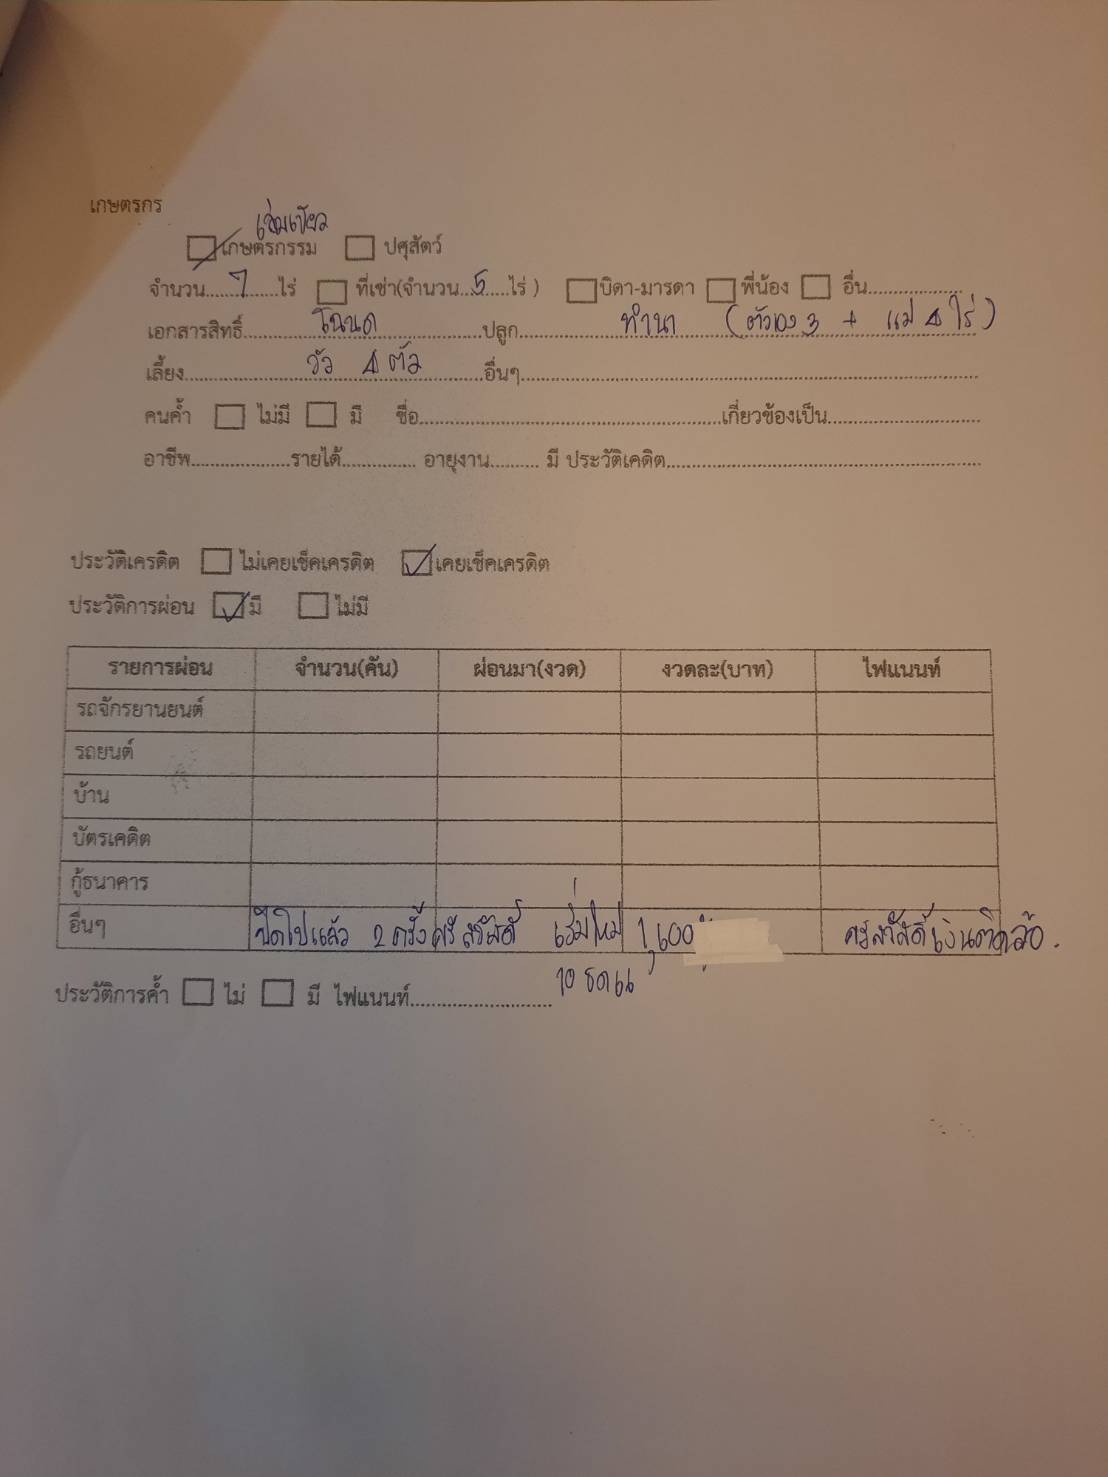 เกษตรกร
เข่มเขียว
เกษตรกรรม ปศุสัตว์
จำนวน.....7.....ไร่ ที่เช่า(จำนวน...5....ไร่ ) บิดา-มารดา พี่น้อง อื่น..................
เอกสารสิทธิ์..........โฉนด..........ปลูก..........ทำนา (ตัวเอง 3 + แม่ 4 ไร่)
เลี้ยง..........วัว 4 ตัว..........อื่นๆ....................
คนค้ำ ไม่มี มี ชื่อ....................เกี่ยวข้องเป็น....................
อาชีพ..........รายได้.......... อายุงาน.......... มี ประวัติเคดิต....................
ประวัติเครดิต ไม่เคยเช็คเครดิต เคยเช็คเครดิต
ประวัติการผ่อน มี ไม่มี
รายการผ่อน จำนวน(คัน) ผ่อนมา(งวด) งวดละ(บาท) ไฟแนนท์
รถจักรยานยนต์
รถยนต์
บ้าน
บัตรเคดิต
กู้ธนาคาร
อื่นๆ ปิดไปแล้ว 2 ครั้ง ศรีสวัสดิ์ เริ่มใหม่ 1,600 ศรีสวัสดิ์ เงินติดล้อ.
10 ธค 66
ประวัติการค้ำ ไม่ มี ไฟแนนท์....................